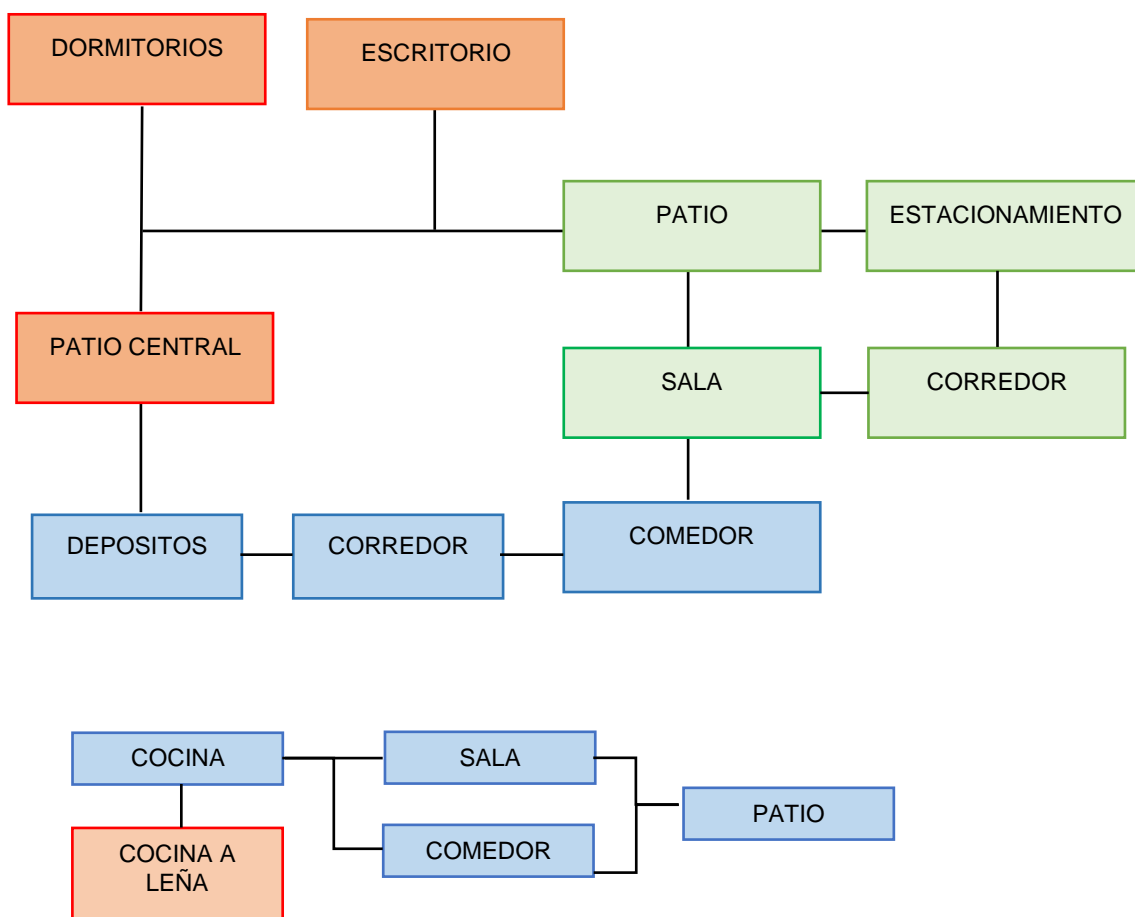 DORMITORIOS
ESCRITORIO
PATIO
ESTACIONAMIENTO
PATIO CENTRAL
SALA
CORREDOR
DEPOSITOS
CORREDOR
COMEDOR
COCINA
SALA
PATIO
COCINA A
LEÑA
COMEDOR